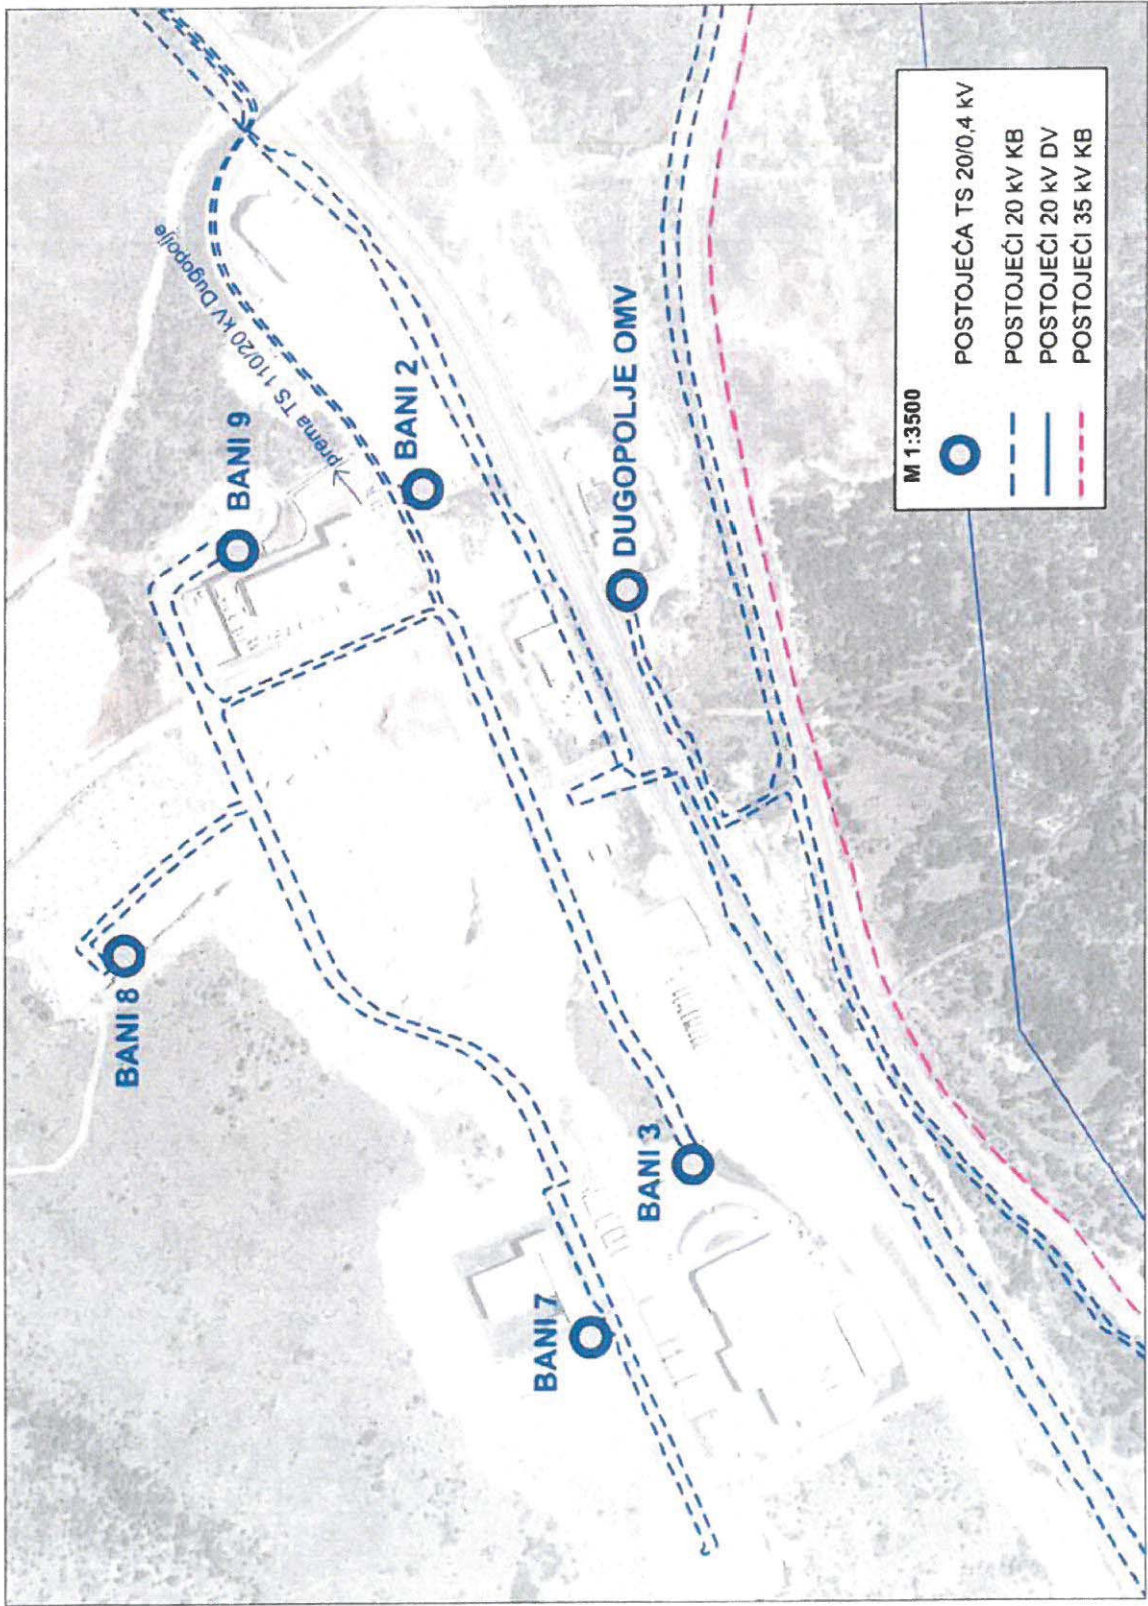 prema TS 110/20 kV Dugopolje
BANI 9
BANI 2
BANI 8
DUGOPOLJE OMV
BANI 3
BANI 7
M 1:3500
POSTOJEĆA TS 20/0,4 kV
POSTOJEĆI 20 kV KB
POSTOJEĆI 20 kV DV
POSTOJEĆI 35 kV KB